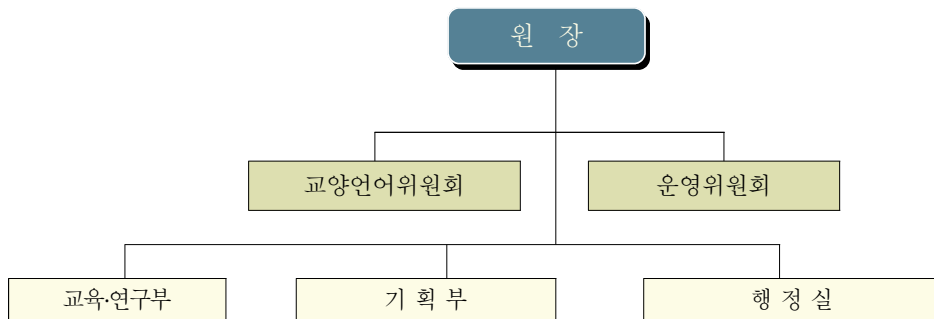 원 장
교양언어위원회
운영위원회
교육·연구부
기 획 부
행 정 실